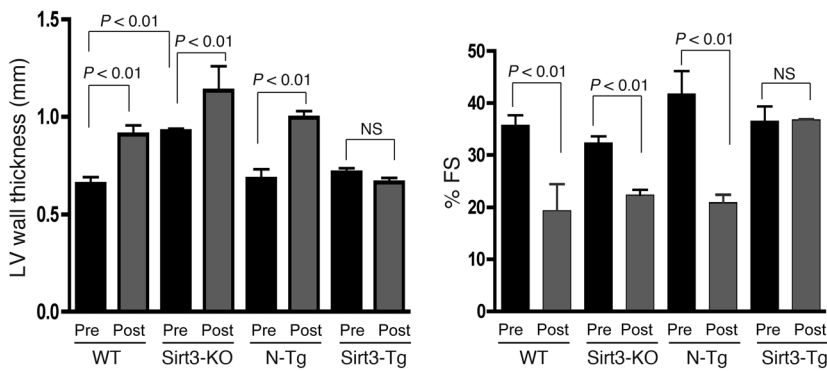 LV wall thickness (mm)
1.5
1.0
0.5
0.0
P < 0.01
P < 0.01
P < 0.01
P < 0.01
NS
Pre Post Pre Post Pre Post Pre Post
WT Sirt3-KO N-Tg Sirt3-Tg
% FS
50
40
30
20
10
0
P < 0.01
P < 0.01
P < 0.01
NS
Pre Post Pre Post Pre Post Pre Post
WT Sirt3-KO N-Tg Sirt3-Tg